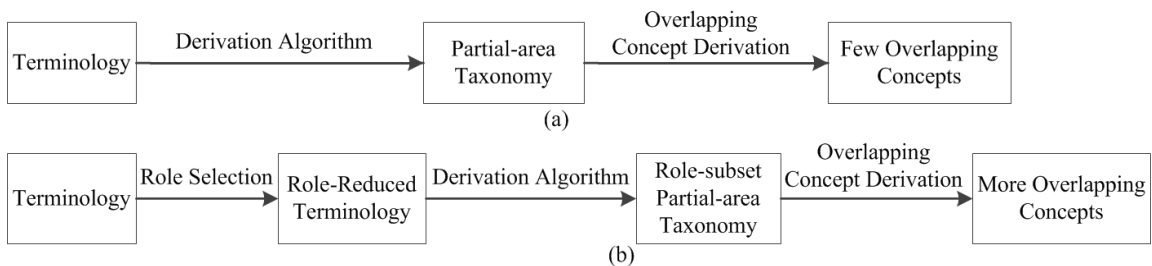 Terminology
Derivation Algorithm
Partial-area
Taxonomy
Overlapping
Concept Derivation
Few Overlapping
Concepts
(a)
Terminology
Role Selection
Role-Reduced
Terminology
Derivation Algorithm
Role-subset
Partial-area
Taxonomy
Overlapping
Concept Derivation
More Overlapping
Concepts
(b)